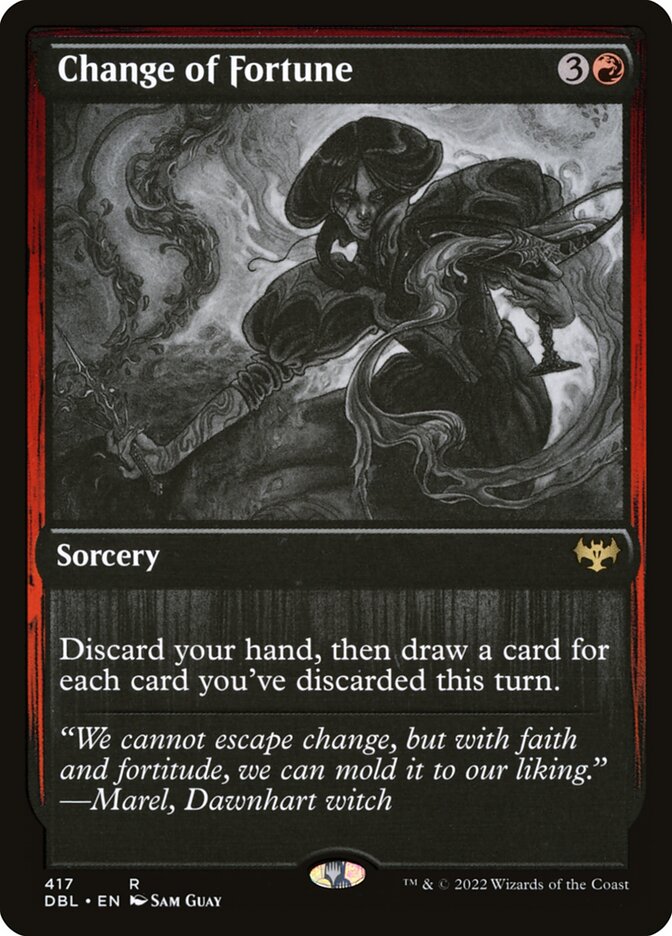 Change of Fortune 3
Sorcery
Discard your hand, then draw a card for
each card you've discarded this turn.
“We cannot escape change, but with faith
and fortitude, we can mold it to our liking.”
—Marel, Dawnhart witch
417 R
DBL • EN Sam Guay
™ & © 2022 Wizards of the Coast